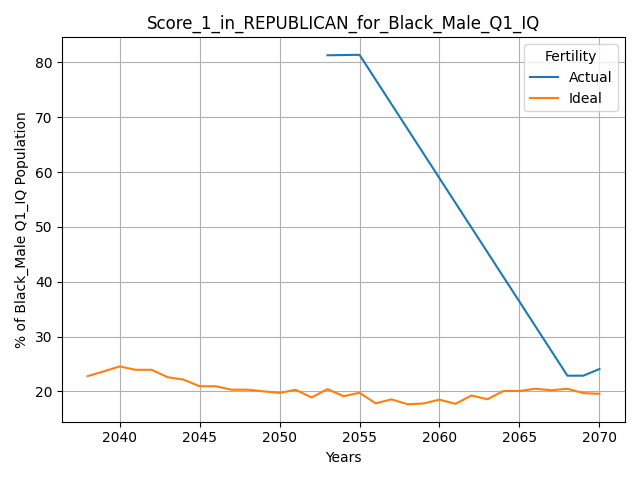 Score_1_in_REPUBLICAN_for_Black_Male_Q1_IQ
Fertility
Actual
Ideal
% of Black_Male Q1_IQ Population
80
70
60
50
40
30
20
2040
2045
2050
2055
2060
2065
2070
Years